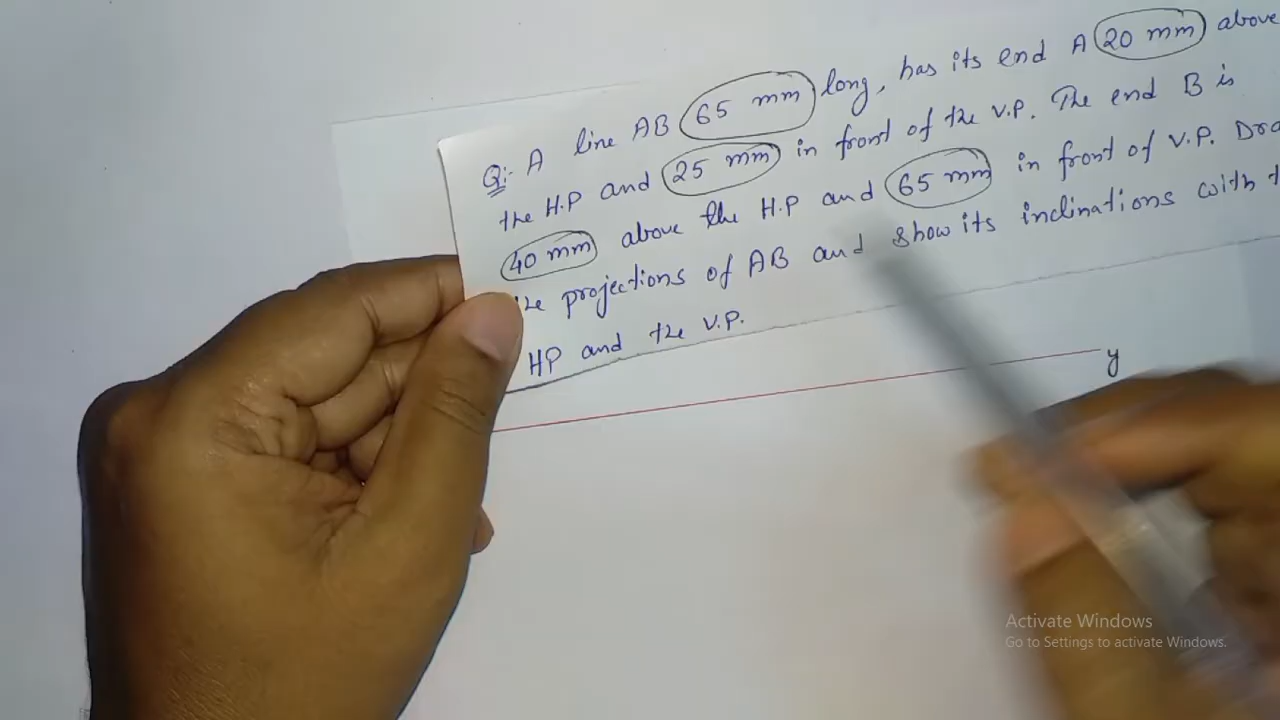 Q:- A line AB 65 mm long, has its end A 20 mm above
the H.P and 25 mm in front of the V.P. The end B is
40 mm above the H.P and 65 mm in front of V.P.
projections of AB and show its inclinations with
HP and the V.P.
y
Activate Windows
Go to Settings to activate Windows.